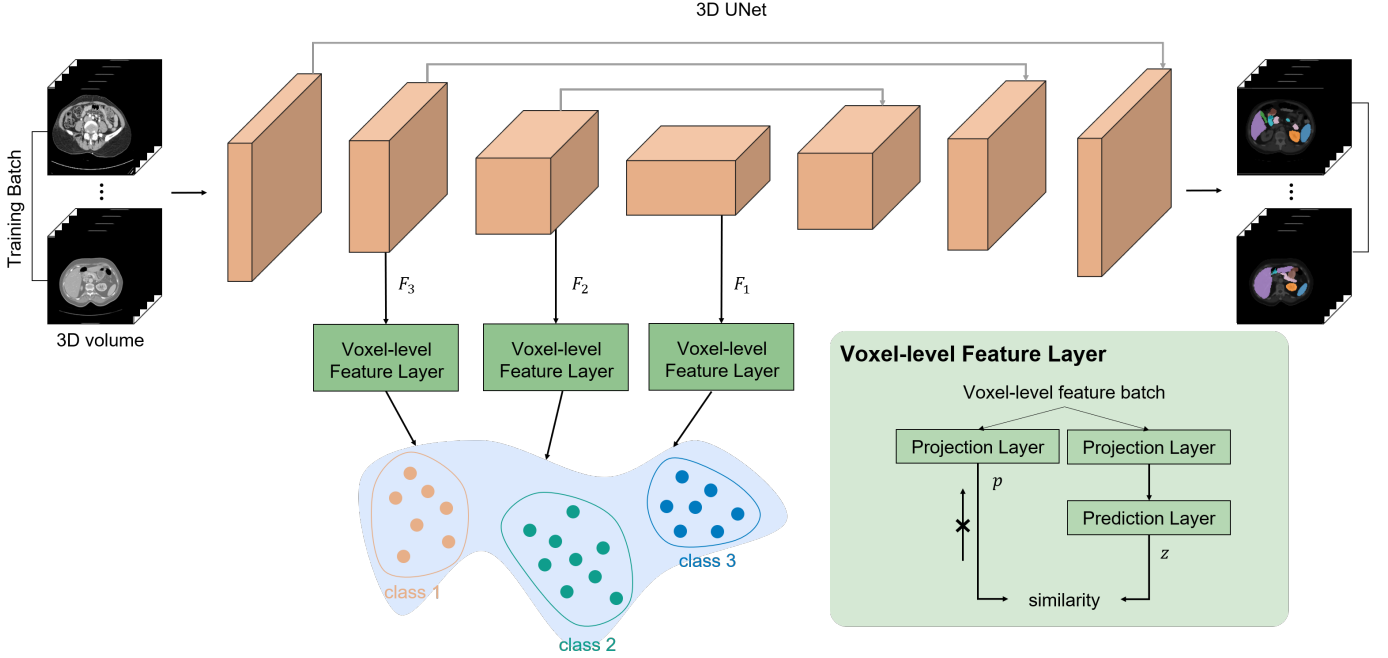 3D UNet
Training Batch
3D volume
F₃
F₂
F₁
Voxel-level
Feature Layer
Voxel-level
Feature Layer
Voxel-level
Feature Layer
class 1
class 2
class 3
Voxel-level Feature Layer
Voxel-level feature batch
Projection Layer
Projection Layer
p
Prediction Layer
z
similarity